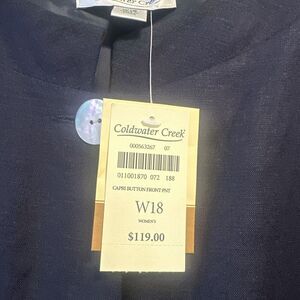 Coldwater Creek
000563267 07
011001870 072 188
CAPRI BUTTON FRONT PNT
W18
WOMEN'S
$119.00